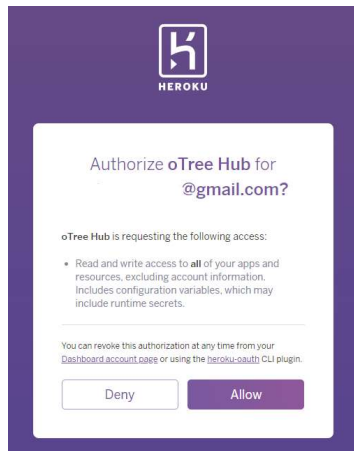 HEROKU
Authorize oTree Hub for
@gmail.com?
oTree Hub is requesting the following access:
• Read and write access to all of your apps and
resources, excluding account information.
Includes configuration variables, which may
include runtime secrets.
You can revoke this authorization at any time from your
Dashboard account page or using the heroku-oauth CLI plugin.
Deny
Allow